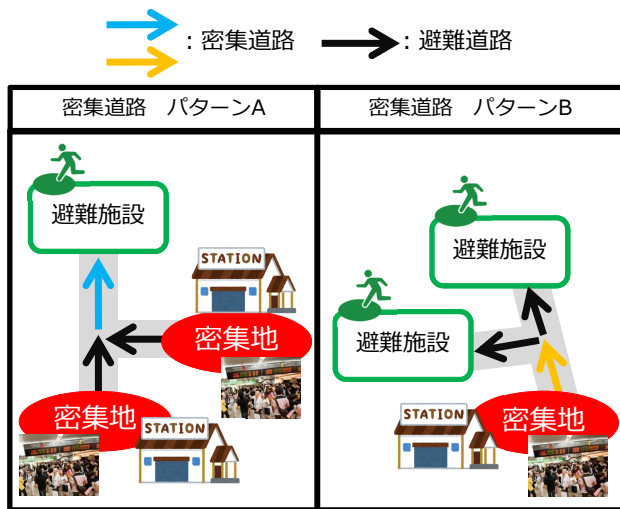 ：密集道路
：避難道路
密集道路　パターンA
密集道路　パターンB
避難施設
STATION
密集地
密集地
STATION
避難施設
避難施設
STATION
密集地